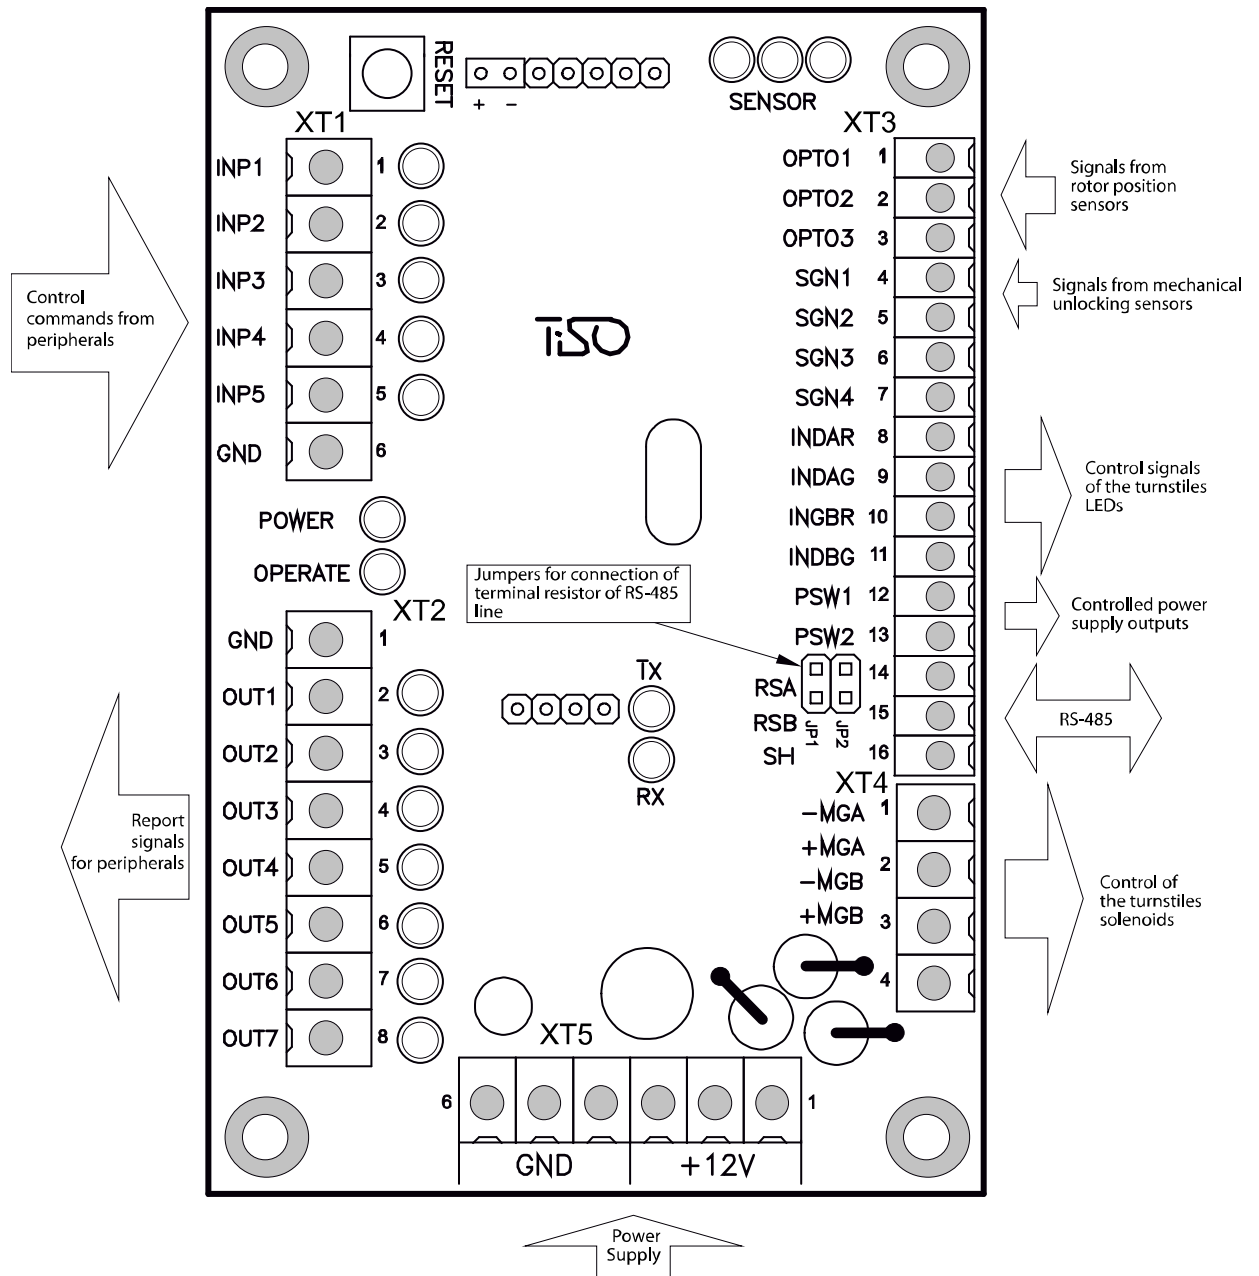 RESET
+ −
SENSOR
XT1
INP1 1
INP2 2
INP3 3
INP4 4
INP5 5
GND 6
Control
commands from
peripherals
TiSO
XT3
OPTO1 1
OPTO2 2
OPTO3 3
SGN1 4
SGN2 5
SGN3 6
SGN4 7
INDAR 8
INDAG 9
INGBR 10
INDBG 11
PSW1 12
PSW2 13
RSA 14
RSB 15
SH 16
JP1
JP2
Signals from
rotor position
sensors
Signals from mechanical
unlocking sensors
Control signals
of the turnstiles
LEDs
Controlled power
supply outputs
RS-485
POWER
OPERATE
Jumpers for connection of
terminal resistor of RS-485
line
XT2
GND 1
OUT1 2
OUT2 3
OUT3 4
OUT4 5
OUT5 6
OUT6 7
OUT7 8
Report
signals
for peripherals
TX
RX
XT4
−MGA 1
+MGA 2
−MGB 3
+MGB 4
Control of
the turnstiles
solenoids
XT5
6 1
GND +12V
Power
Supply